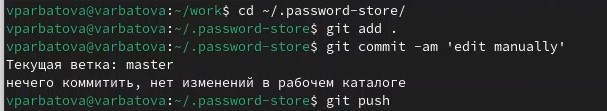 vparbatova@varbatova:~/work$ cd ~/.password-store/
vparbatova@varbatova:~/.password-store$ git add .
vparbatova@varbatova:~/.password-store$ git commit -am 'edit manually'
Текущая ветка: master
нечего коммитить, нет изменений в рабочем каталоге
vparbatova@varbatova:~/.password-store$ git push